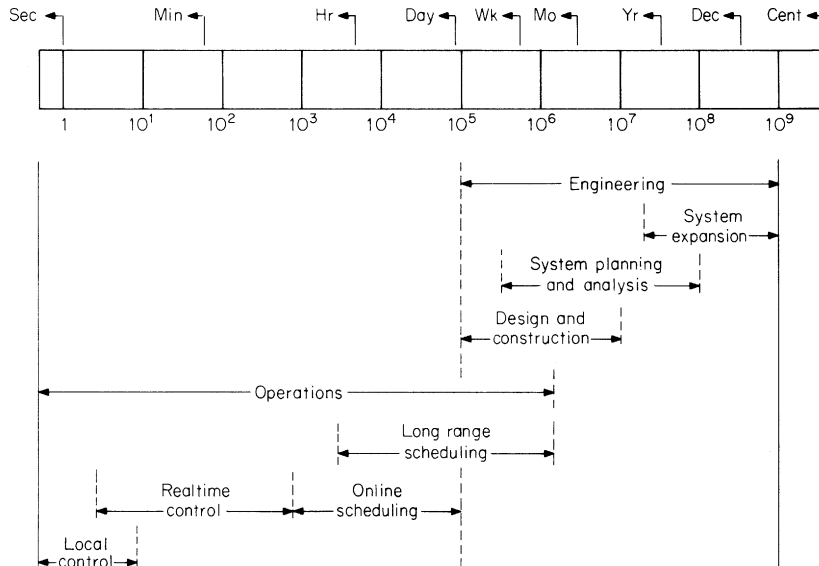 Sec Min Hr Day Wk Mo Yr Dec Cent
1 10¹ 10² 10³ 10⁴ 10⁵ 10⁶ 10⁷ 10⁸ 10⁹
Engineering
System
expansion
System planning
and analysis
Design and
construction
Operations
Long range
scheduling
Realtime
control
Online
scheduling
Local
control